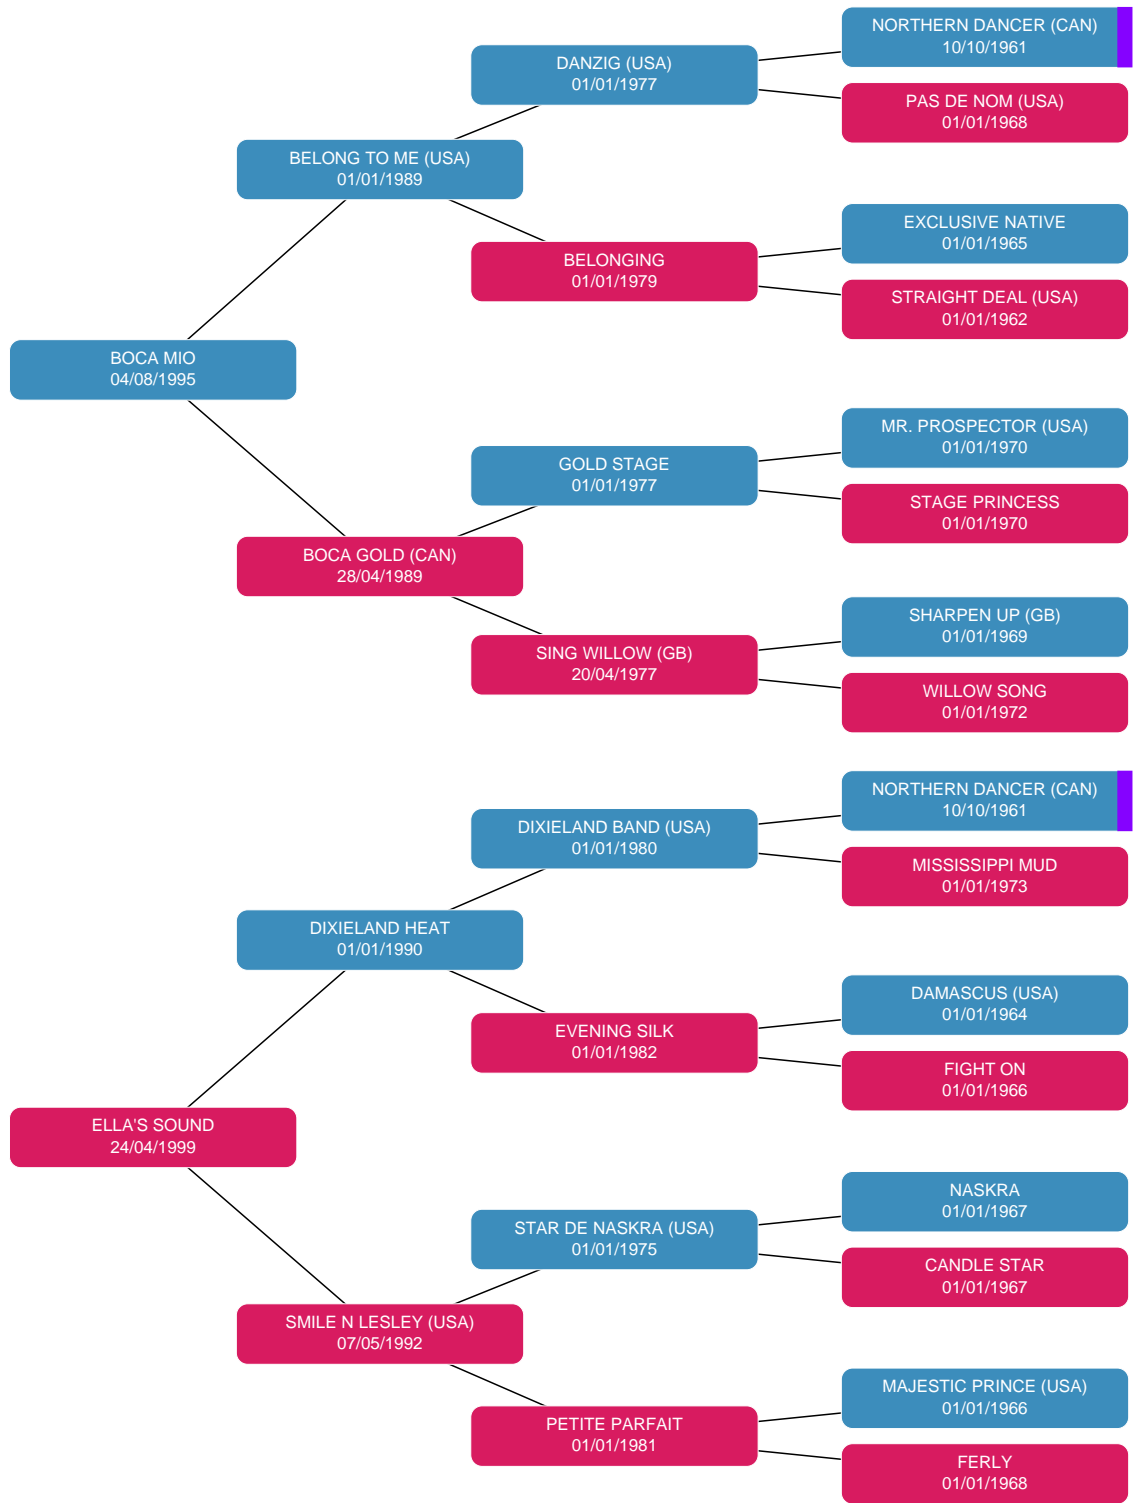 NORTHERN DANCER (CAN)
10/10/1961
DANZIG (USA)
01/01/1977
PAS DE NOM (USA)
01/01/1968
BELONG TO ME (USA)
01/01/1989
EXCLUSIVE NATIVE
01/01/1965
BELONGING
01/01/1979
STRAIGHT DEAL (USA)
01/01/1962
BOCA MIO
04/08/1995
MR. PROSPECTOR (USA)
01/01/1970
GOLD STAGE
01/01/1977
STAGE PRINCESS
01/01/1970
BOCA GOLD (CAN)
28/04/1989
SHARPEN UP (GB)
01/01/1969
SING WILLOW (GB)
20/04/1977
WILLOW SONG
01/01/1972
NORTHERN DANCER (CAN)
10/10/1961
DIXIELAND BAND (USA)
01/01/1980
MISSISSIPPI MUD
01/01/1973
DIXIELAND HEAT
01/01/1990
DAMASCUS (USA)
01/01/1964
EVENING SILK
01/01/1982
FIGHT ON
01/01/1966
ELLA'S SOUND
24/04/1999
NASKRA
01/01/1967
STAR DE NASKRA (USA)
01/01/1975
CANDLE STAR
01/01/1967
SMILE N LESLEY (USA)
07/05/1992
MAJESTIC PRINCE (USA)
01/01/1966
PETITE PARFAIT
01/01/1981
FERLY
01/01/1968